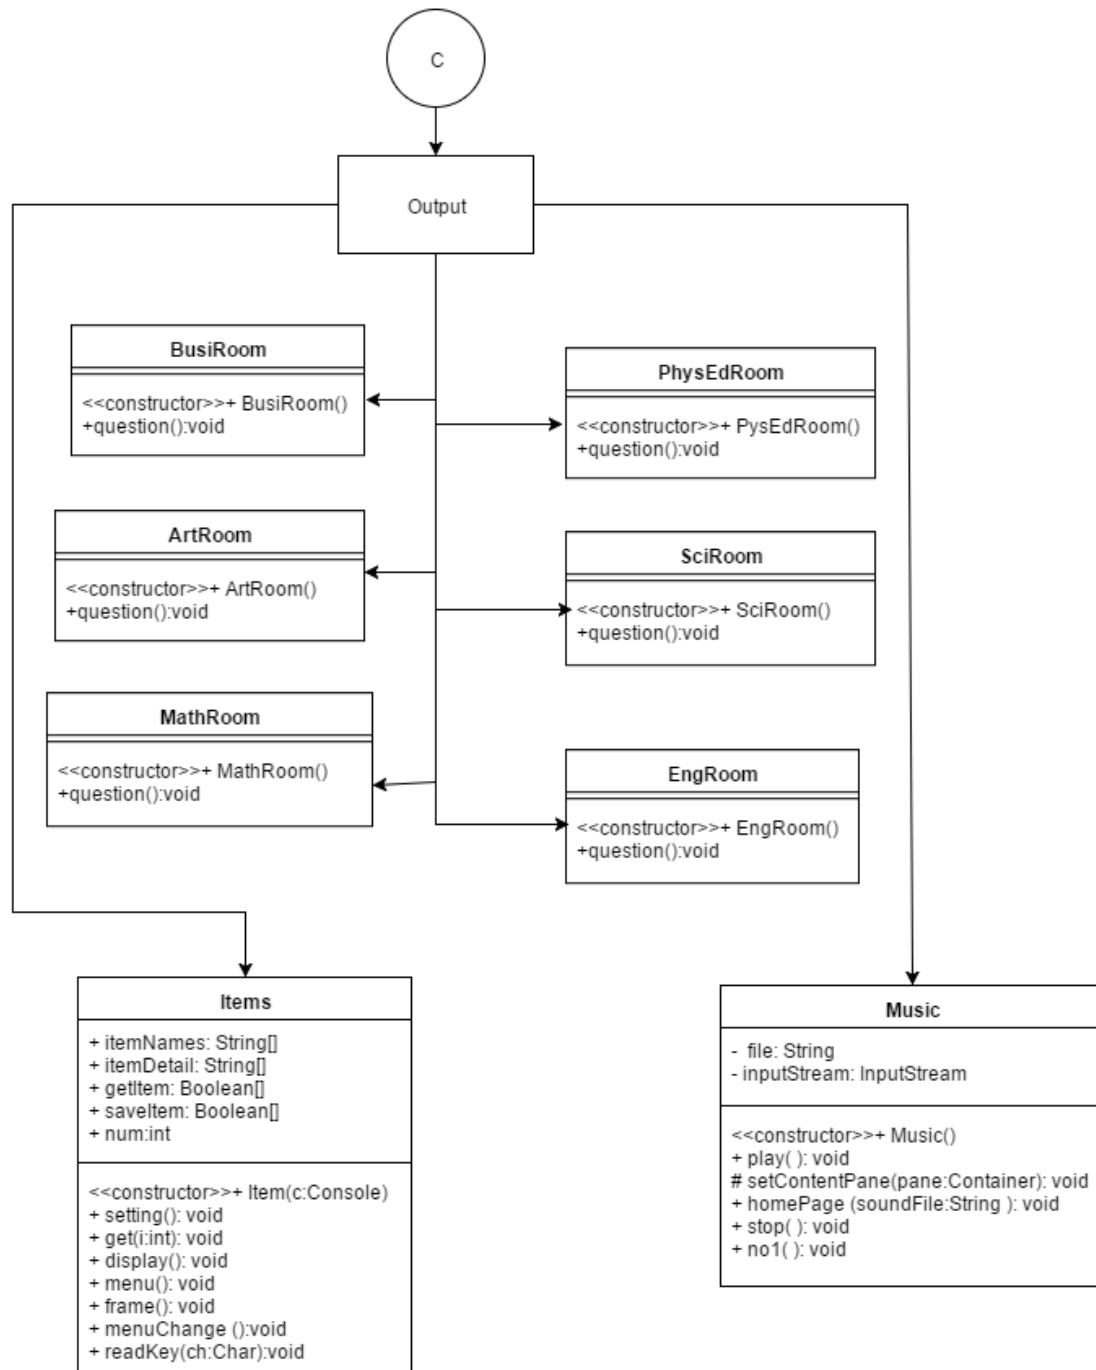 C
Output
BusiRoom
<<constructor>>+ BusiRoom()
+question():void
PhysEdRoom
<<constructor>>+ PysEdRoom()
+question():void
ArtRoom
<<constructor>>+ ArtRoom()
+question():void
SciRoom
<<constructor>>+ SciRoom()
+question():void
MathRoom
<<constructor>>+ MathRoom()
+question():void
EngRoom
<<constructor>>+ EngRoom()
+question():void
Items
+ itemNames: String[]
+ itemDetail: String[]
+ getItem: Boolean[]
+ saveItem: Boolean[]
+ num:int
<<constructor>>+ Item(c:Console)
+ setting(): void
+ get(i:int): void
+ display(): void
+ menu(): void
+ frame(): void
+ menuChange ():void
+ readKey(ch:Char):void
Music
- file: String
- inputStream: InputStream
<<constructor>>+ Music()
+ play( ): void
# setContentPane(pane:Container): void
+ homePage (soundFile:String ): void
+ stop( ): void
+ no1( ): void